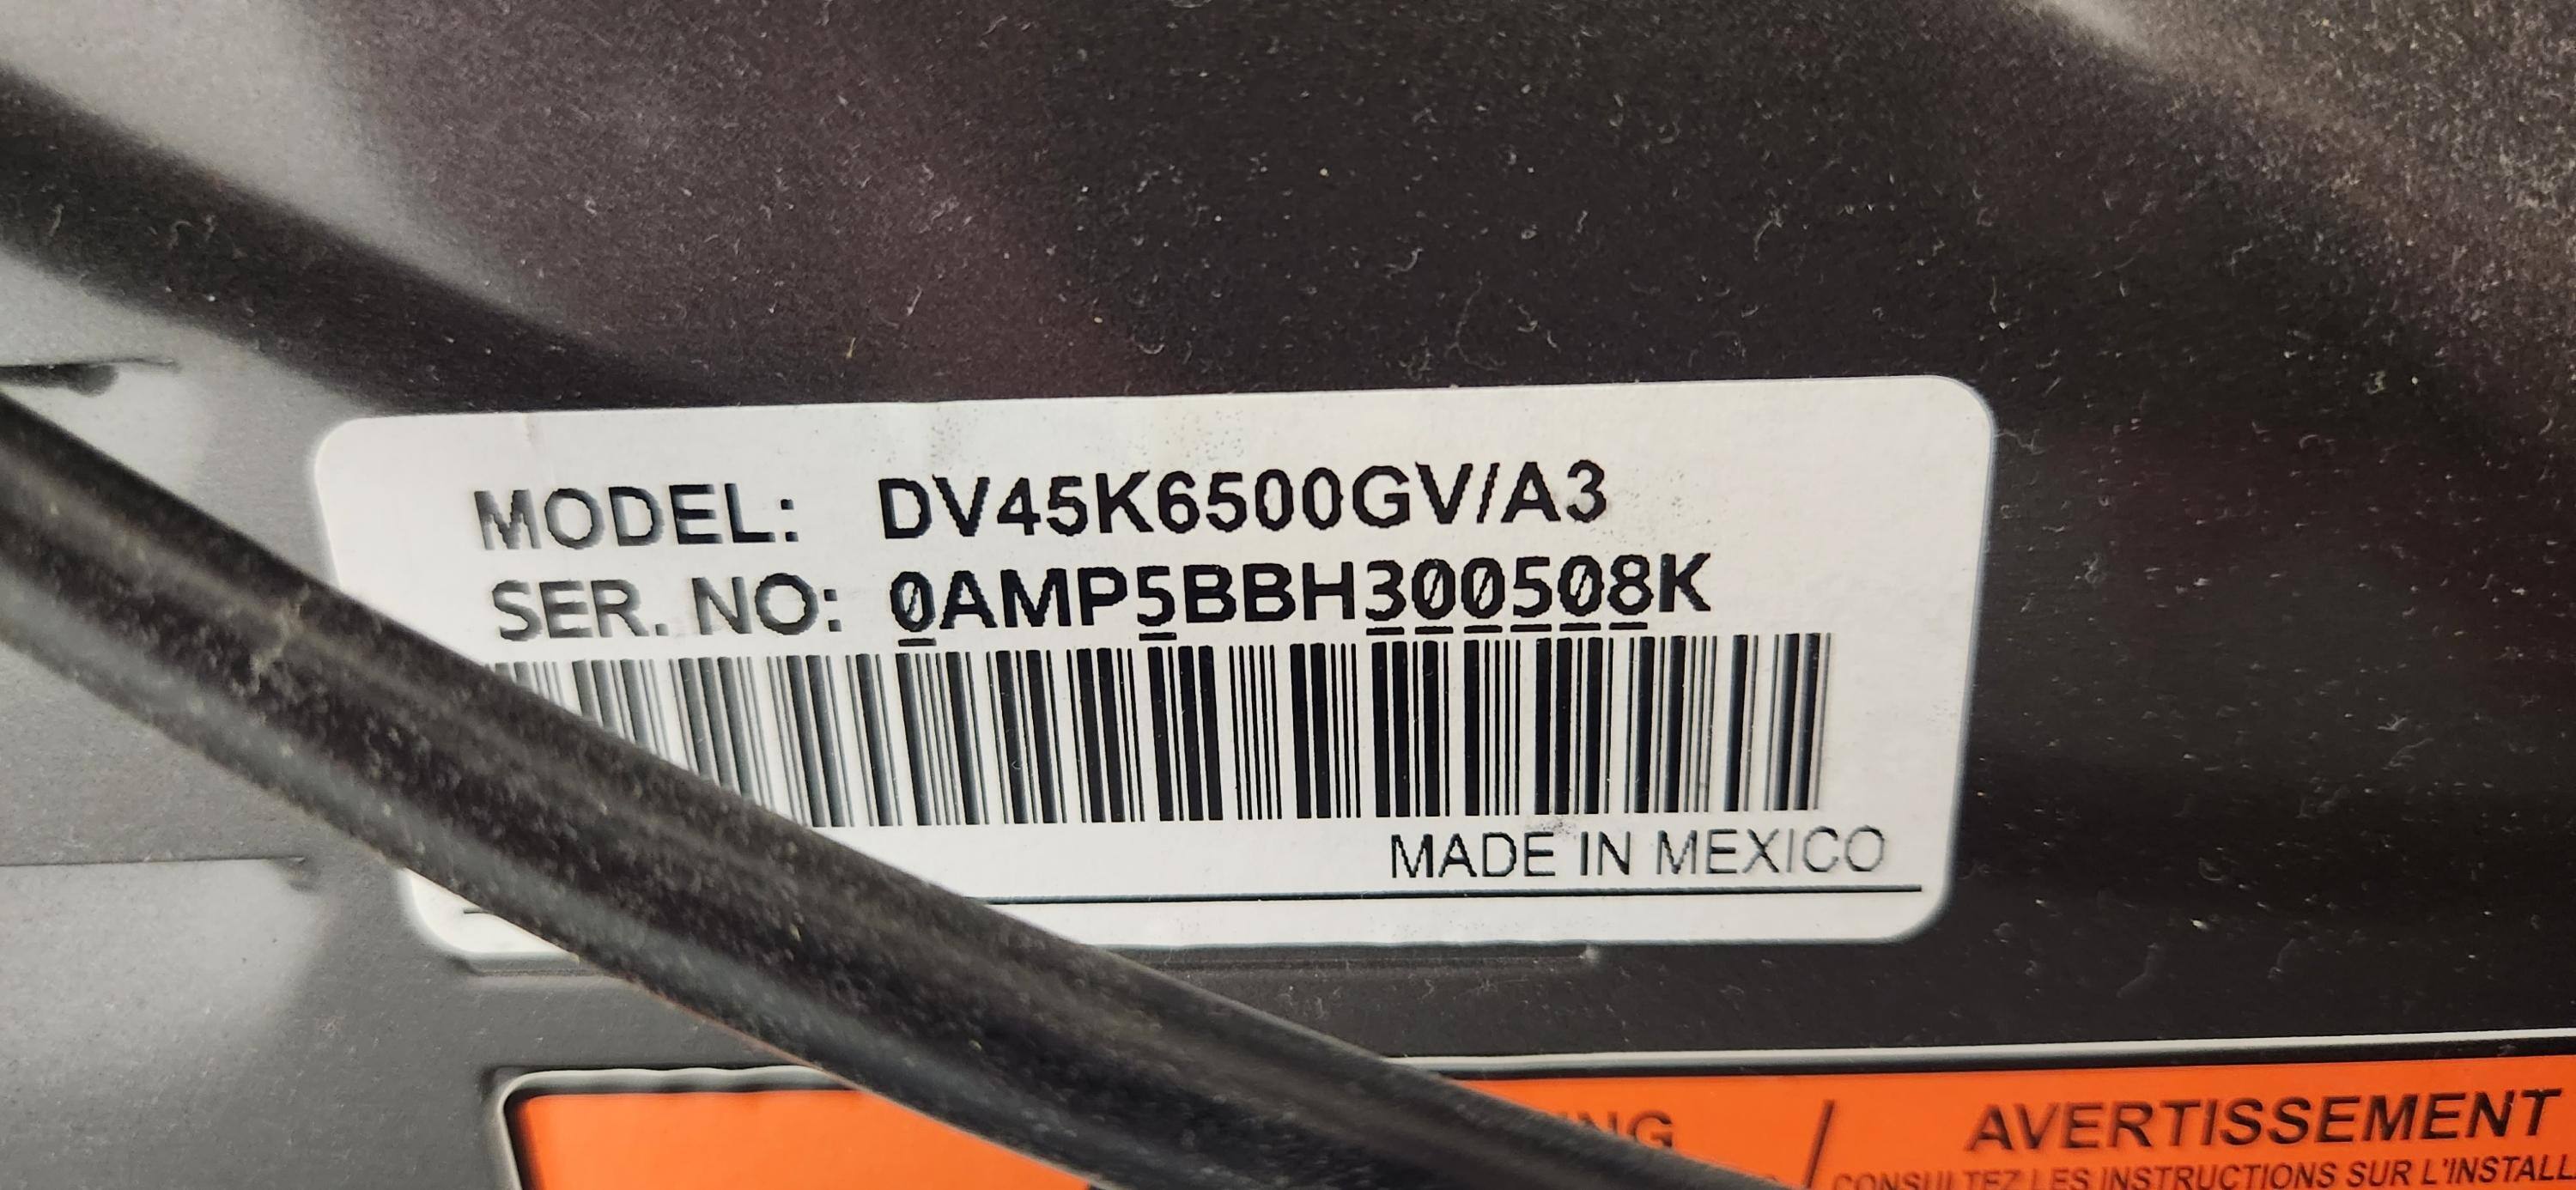 MODEL: DV45K6500GV/A3
SER. NO: 0AMP5BBH300508K
MADE IN MEXICO
/ AVERTISSEMENT
CONSULTEZ LES INSTRUCTIONS SUR L'INSTALL